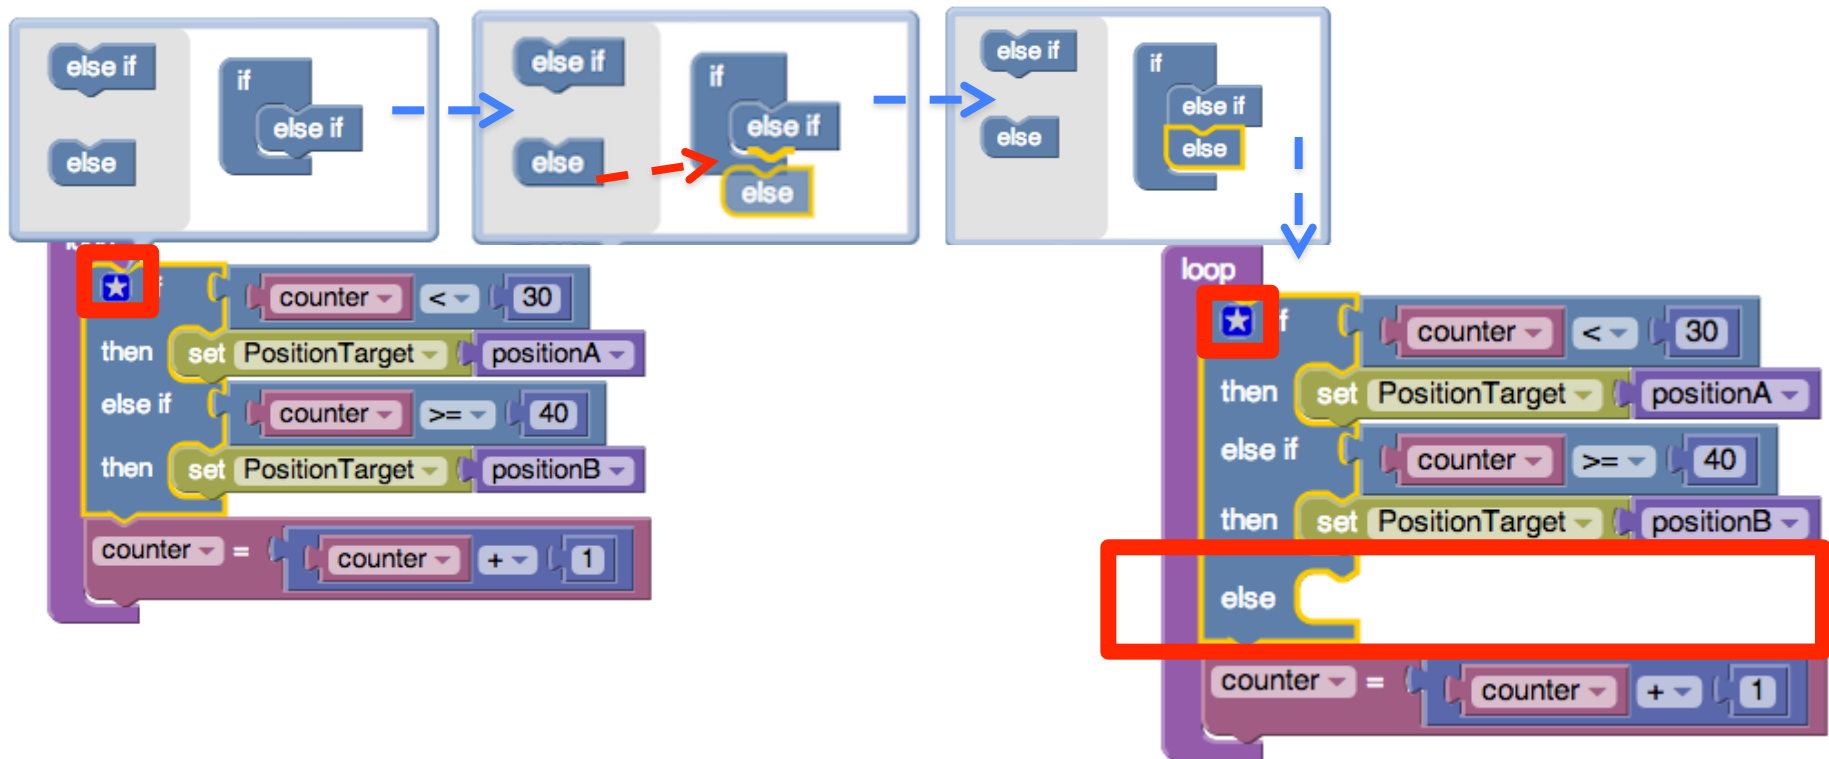 else if
if
else if
else
else if
if
else if
else
else
else if
if
else if
else
else
counter < 30
then set PositionTarget positionA
else if counter >= 40
then set PositionTarget positionB
counter = counter + 1
loop
if counter < 30
then set PositionTarget positionA
else if counter >= 40
then set PositionTarget positionB
else
counter = counter + 1